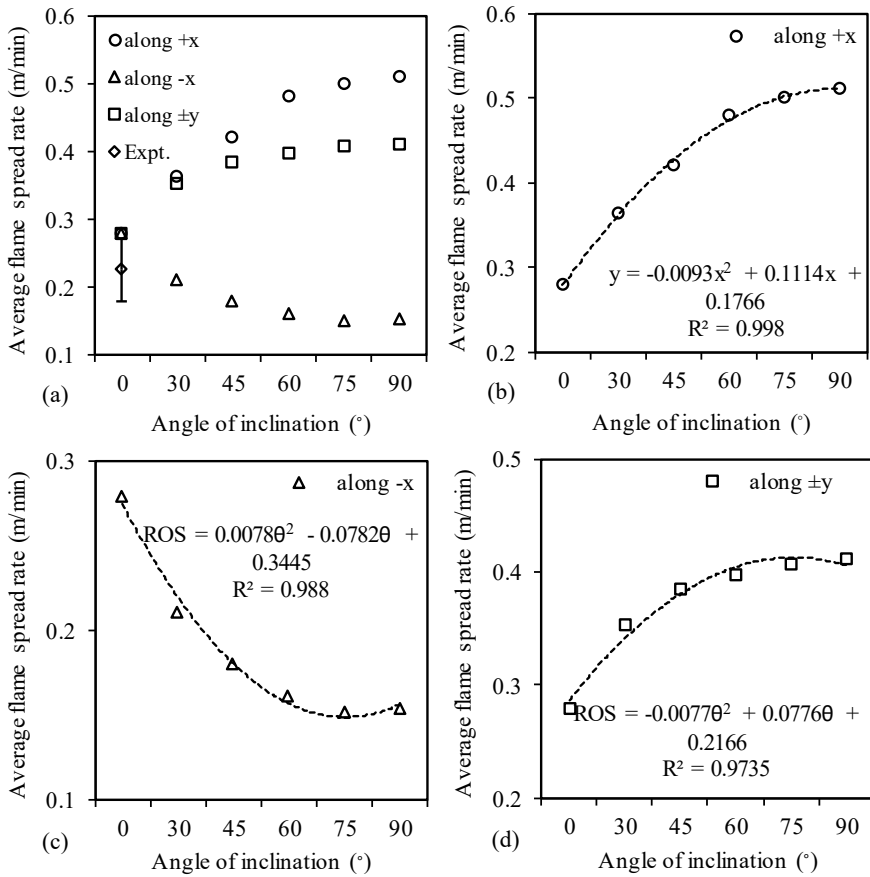 Average flame spread rate (m/min)
0.6
0.5
0.4
0.3
0.2
0.1
along +x
along -x
along ±y
Expt.
0 30 45 60 75 90
(a)
Angle of inclination (°)
Average flame spread rate (m/min)
0.6
0.5
0.4
0.3
0.2
along +x
y = -0.0093x² + 0.1114x +
0.1766
R² = 0.998
0 30 45 60 75 90
(b)
Angle of inclination (°)
Average flame spread rate (m/min)
0.3
0.2
0.1
along -x
ROS = 0.0078θ² - 0.0782θ +
0.3445
R² = 0.988
0 30 45 60 75 90
(c)
Angle of inclination (°)
Average flame spread rate (m/min)
0.5
0.4
0.3
0.2
along ±y
ROS = -0.0077θ² + 0.0776θ +
0.2166
R² = 0.9735
0 30 45 60 75 90
(d)
Angle of inclination (°)